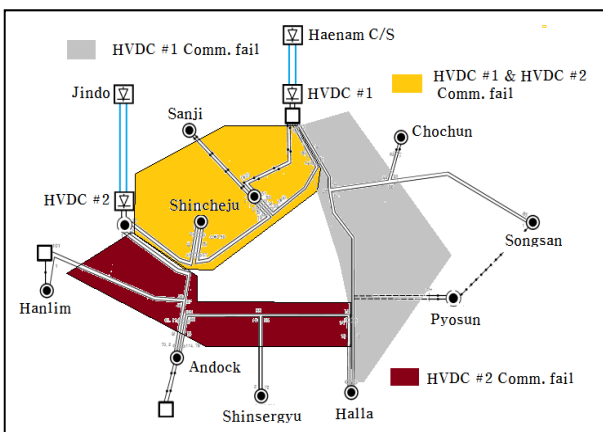 HVDC #1 Comm. fail
Haenam C/S
HVDC #1 & HVDC #2
Comm. fail
Jindo
HVDC #1
Sanji
Chochun
HVDC #2
Shincheju
Songsan
Hanlim
Pyosun
Andock
HVDC #2 Comm. fail
Shinsergyu
Halla